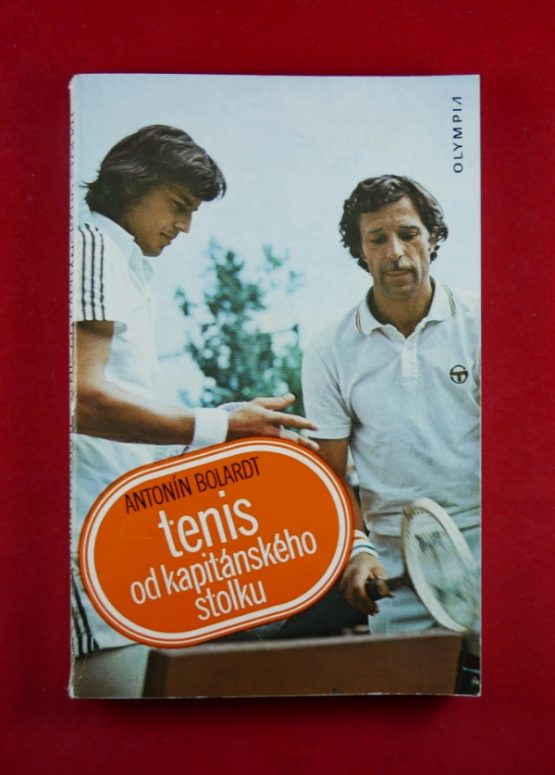 OLYMPIA
ANTONÍN BOLARDT
tenis
od kapitánského
stolku